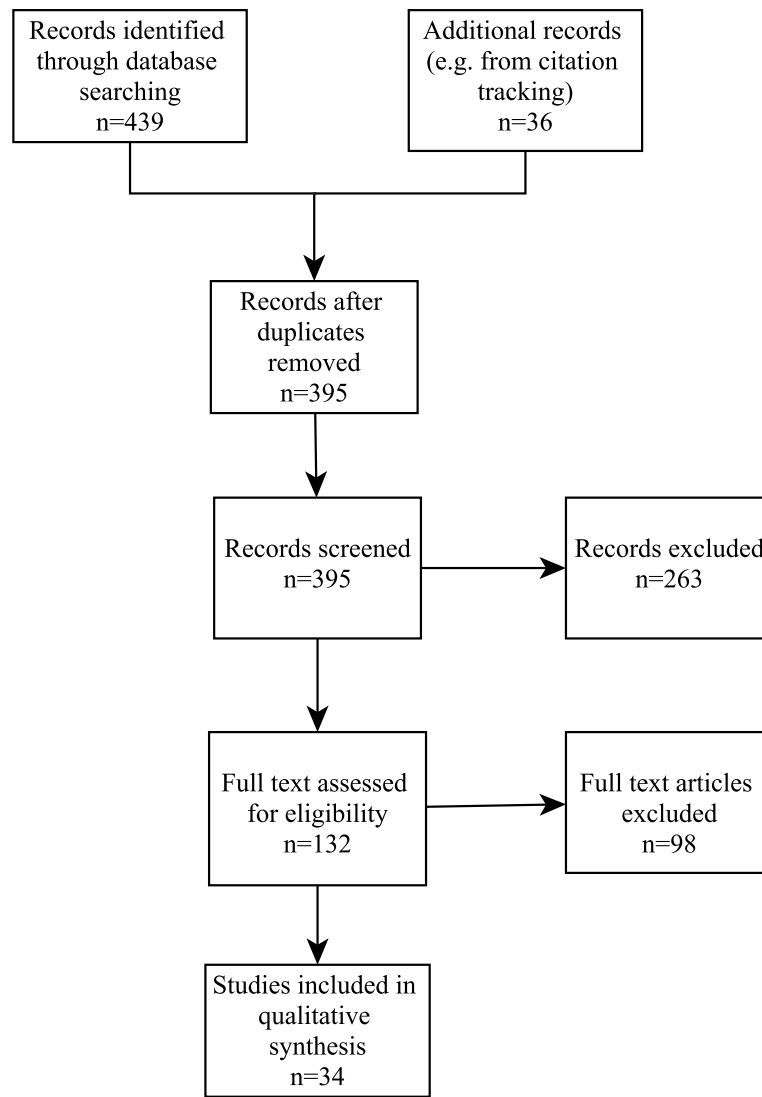 Records identified
through database
searching
n=439
Additional records
(e.g. from citation
tracking)
n=36
Records after
duplicates
removed
n=395
Records screened
n=395
Records excluded
n=263
Full text assessed
for eligibility
n=132
Full text articles
excluded
n=98
Studies included in
qualitative
synthesis
n=34